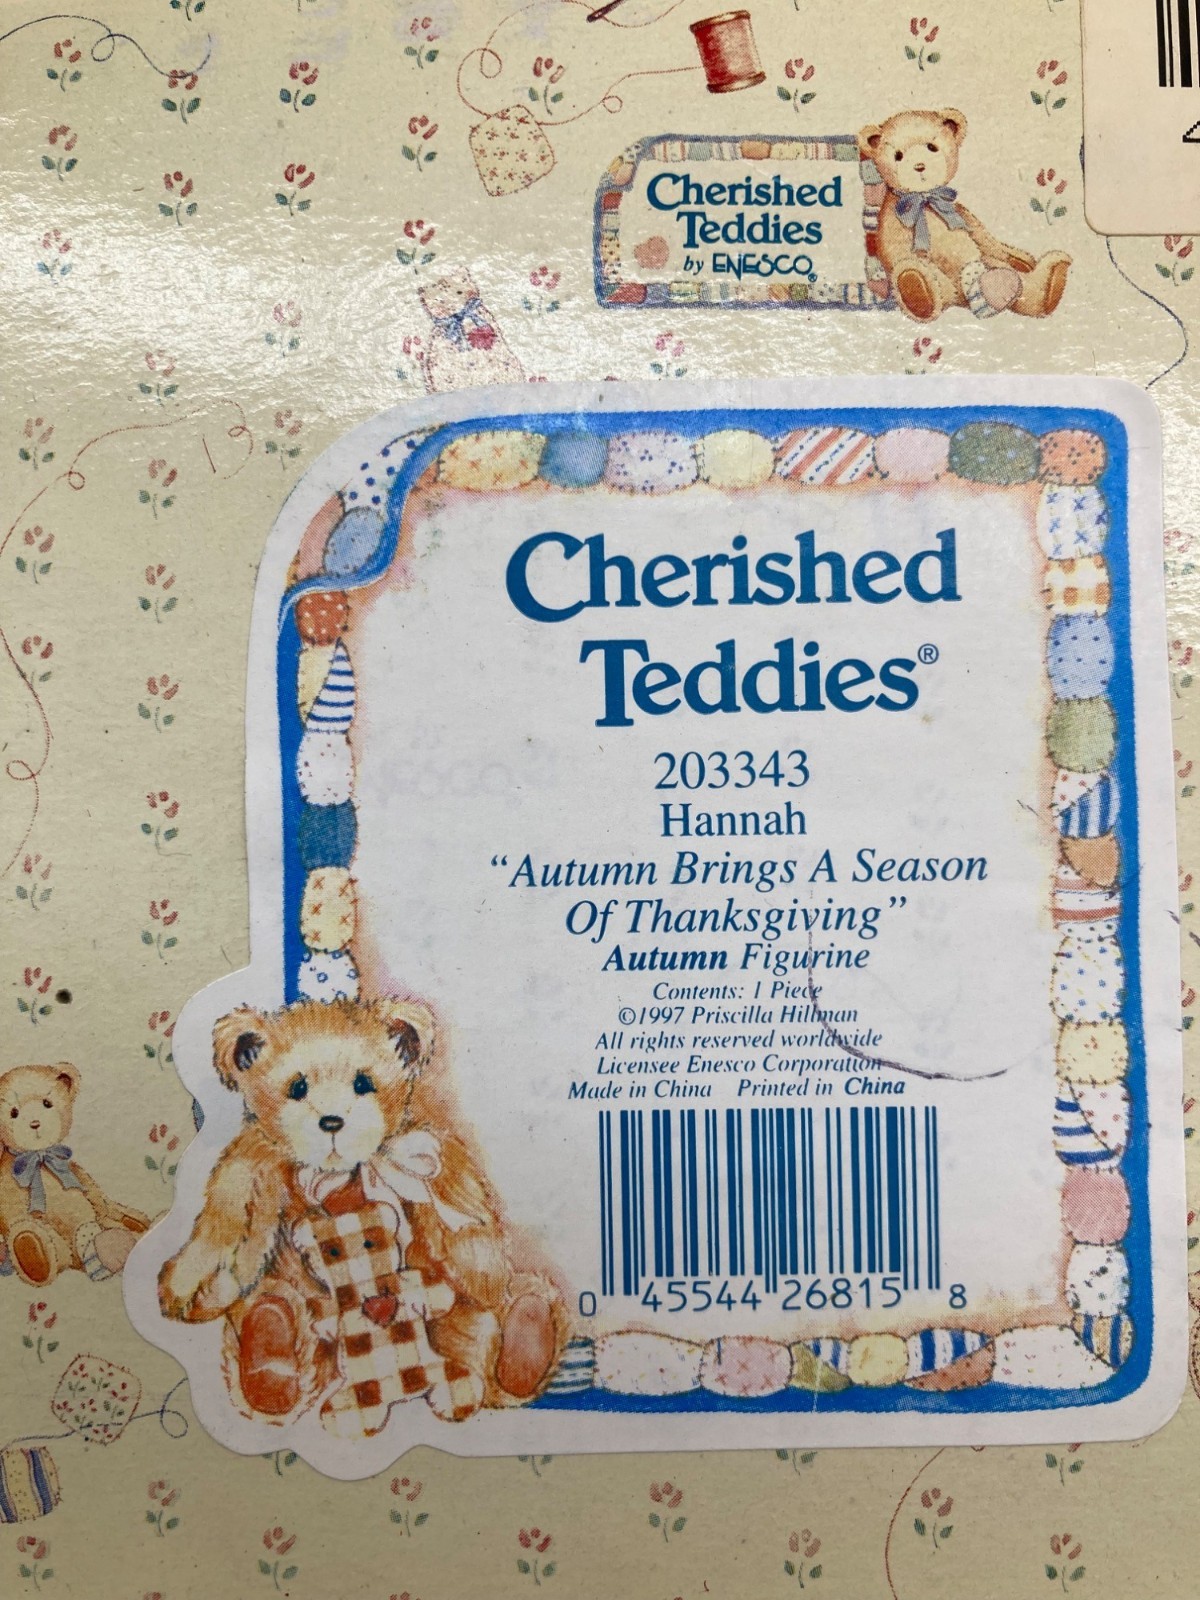 Cherished
Teddies
by ENESCO®
Cherished
Teddies®
203343
Hannah
“Autumn Brings A Season
Of Thanksgiving”
Autumn Figurine
Contents: 1 Piece
©1997 Priscilla Hillman
All rights reserved worldwide
Licensee Enesco Corporation
Made in China Printed in China
0 45544 26815 8